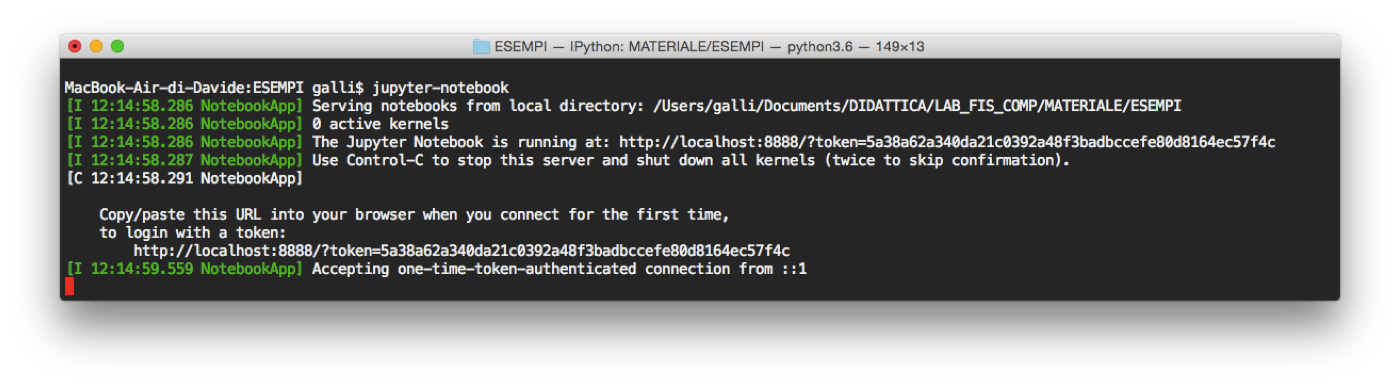 ESEMPI — IPython: MATERIALE/ESEMPI — python3.6 — 149×13
MacBook-Air-di-Davide:ESEMPI galli$ jupyter-notebook
[I 12:14:58.286 NotebookApp] Serving notebooks from local directory: /Users/galli/Documents/DIDATTICA/LAB_FIS_COMP/MATERIALE/ESEMPI
[I 12:14:58.286 NotebookApp] 0 active kernels
[I 12:14:58.286 NotebookApp] The Jupyter Notebook is running at: http://localhost:8888/?token=5a38a62a340da21c0392a48f3badbccefe80d8164ec57f4c
[I 12:14:58.287 NotebookApp] Use Control-C to stop this server and shut down all kernels (twice to skip confirmation).
[C 12:14:58.291 NotebookApp]
Copy/paste this URL into your browser when you connect for the first time,
to login with a token:
http://localhost:8888/?token=5a38a62a340da21c0392a48f3badbccefe80d8164ec57f4c
[I 12:14:59.559 NotebookApp] Accepting one-time-token-authenticated connection from ::1